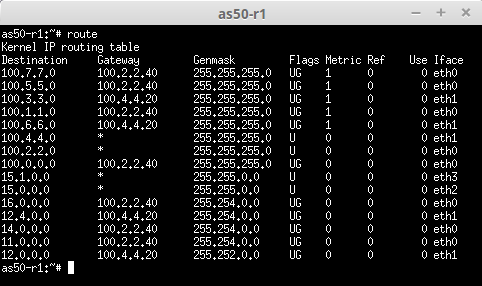 as50-r1
as50-r1:~# route
Kernel IP routing table
Destination Gateway Genmask Flags Metric Ref Use Iface
100.7.7.0 100.2.2.40 255.255.255.0 UG 1 0 0 eth0
100.5.5.0 100.2.2.40 255.255.255.0 UG 1 0 0 eth0
100.3.3.0 100.4.4.20 255.255.255.0 UG 1 0 0 eth1
100.1.1.0 100.2.2.40 255.255.255.0 UG 1 0 0 eth0
100.6.6.0 100.4.4.20 255.255.255.0 UG 1 0 0 eth1
100.4.4.0 * 255.255.255.0 U 0 0 0 eth1
100.2.2.0 * 255.255.255.0 U 0 0 0 eth0
100.0.0.0 100.2.2.40 255.255.255.0 UG 0 0 0 eth0
15.1.0.0 * 255.255.0.0 U 0 0 0 eth3
15.0.0.0 * 255.255.0.0 U 0 0 0 eth2
16.0.0.0 100.2.2.40 255.254.0.0 UG 0 0 0 eth0
12.4.0.0 100.4.4.20 255.254.0.0 UG 0 0 0 eth1
14.0.0.0 100.2.2.40 255.254.0.0 UG 0 0 0 eth0
11.0.0.0 100.2.2.40 255.254.0.0 UG 0 0 0 eth0
12.0.0.0 100.4.4.20 255.252.0.0 UG 0 0 0 eth1
as50-r1:~#